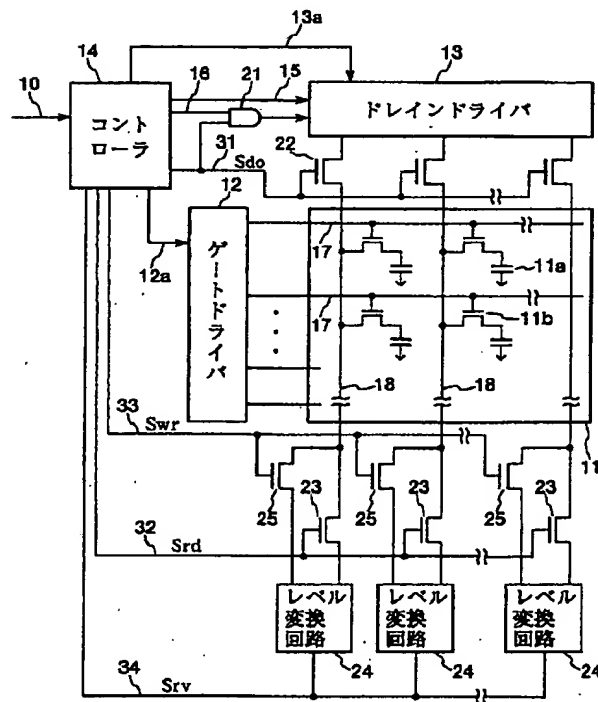 13a
14
16
21
15
13
10
コント
ローラ
ドレインドライバ
31
Sdo
22
12
12a
ゲートドライバ
17
11a
17
11b
18
18
33
Swr
11
25
23
25
23
25
23
32
Srd
レベル
変換
回路
レベル
変換
回路
レベル
変換
回路
24
24
24
34
Srv